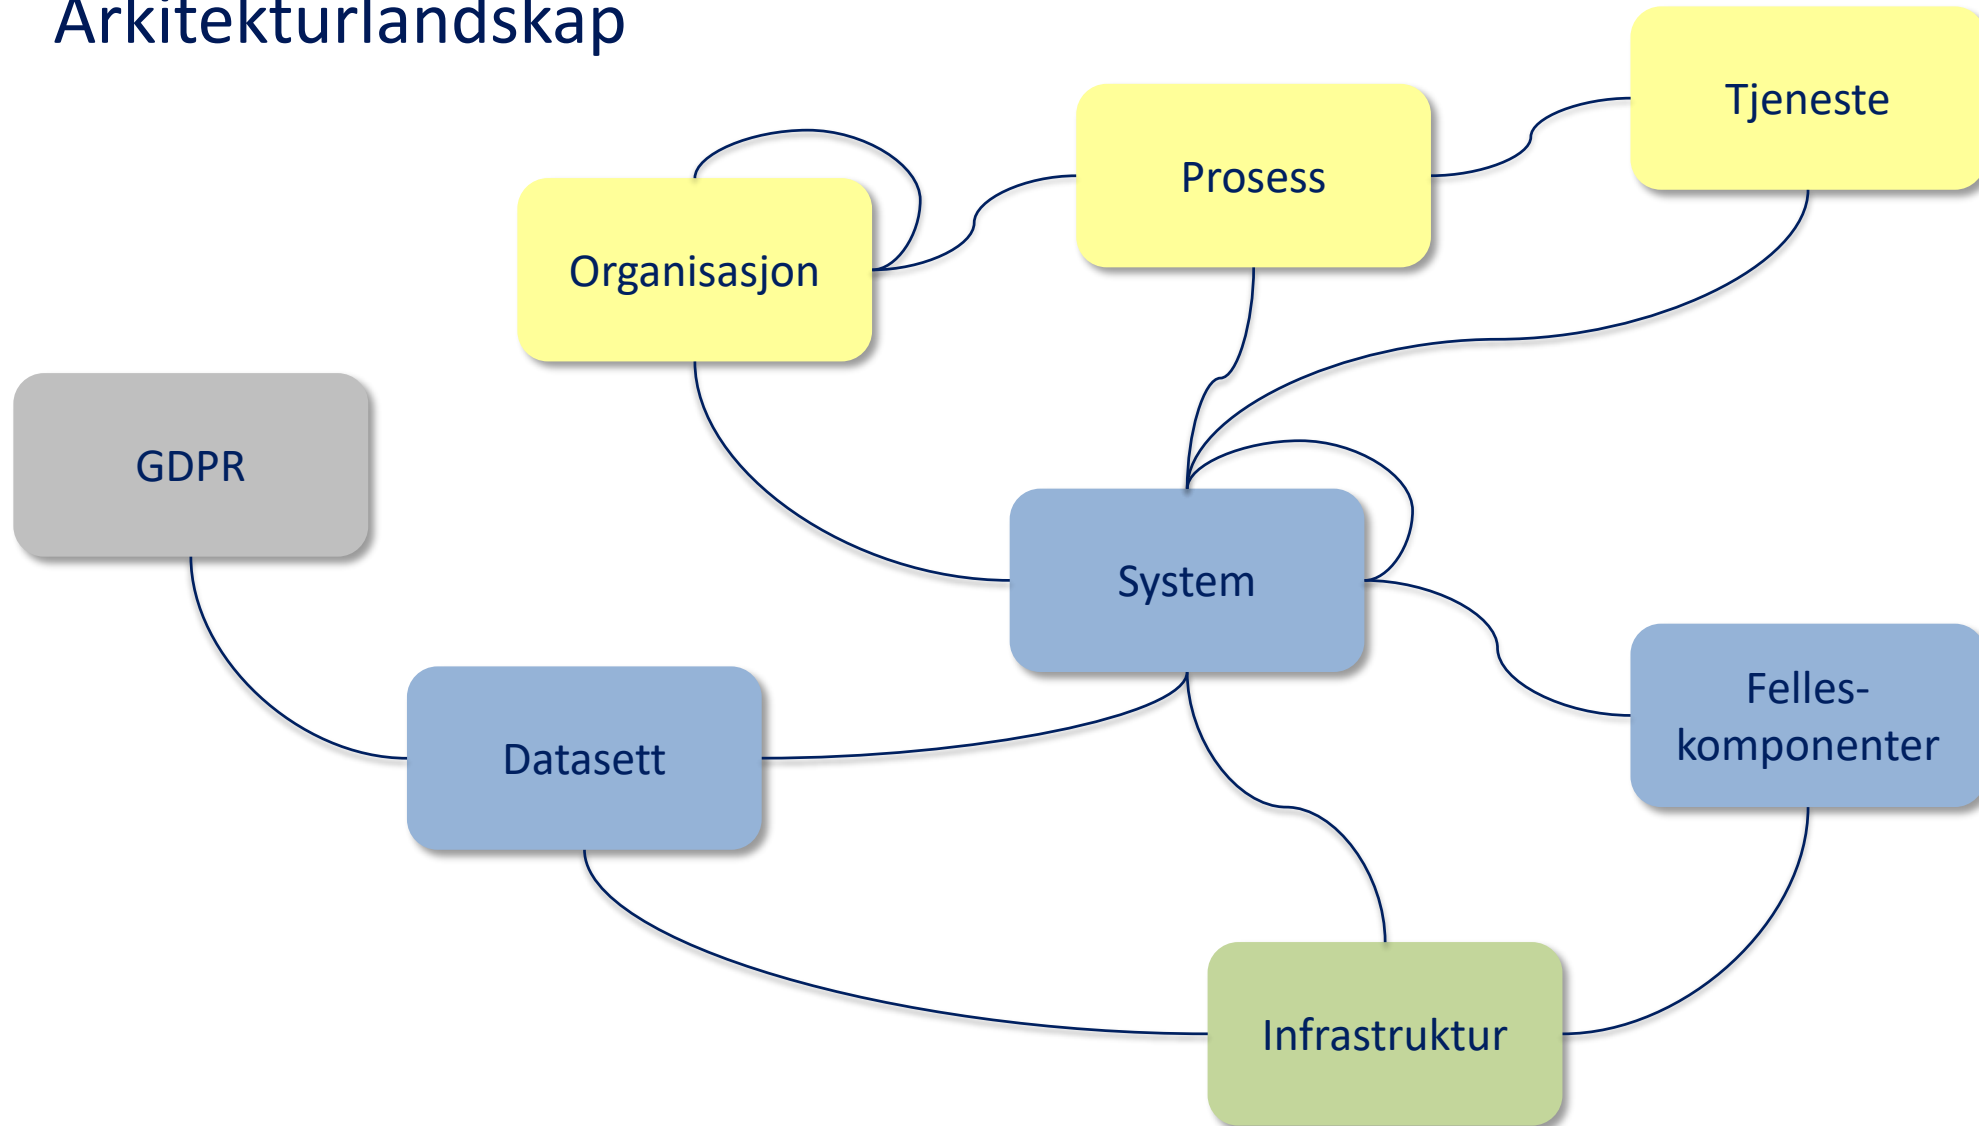 Arkitekturlandskap
Tjeneste
Prosess
Organisasjon
GDPR
System
Felles-
komponenter
Datasett
Infrastruktur